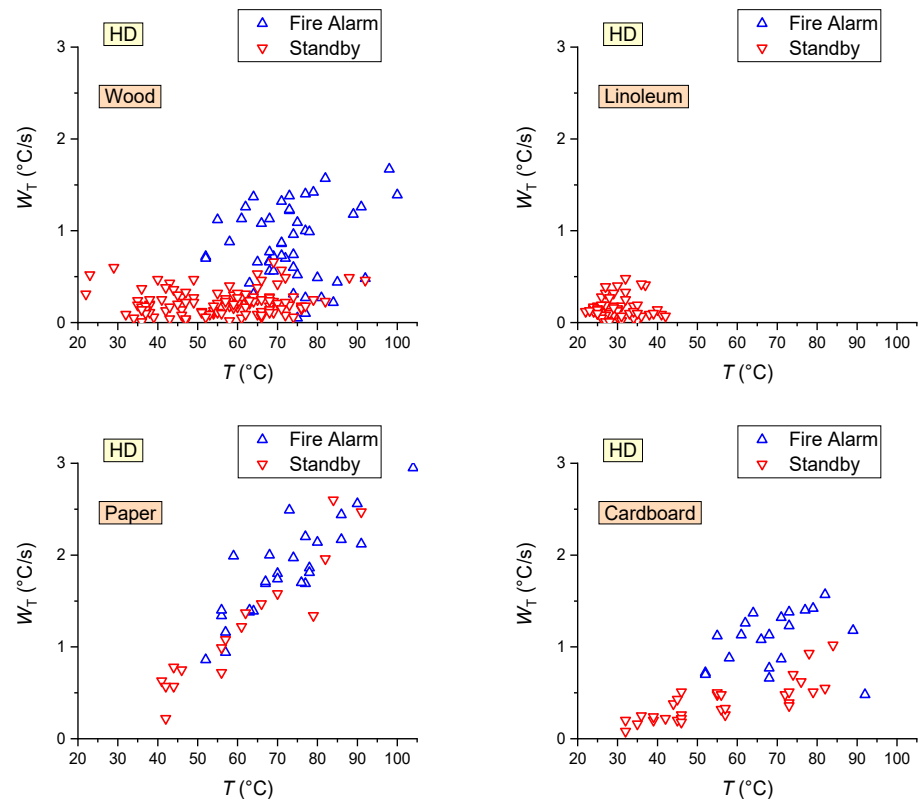 HD
Fire Alarm
Standby
Wood
3
2
1
0
W_T (°C/s)
20 30 40 50 60 70 80 90 100
T (°C)
HD
Fire Alarm
Standby
Linoleum
3
2
1
0
W_T (°C/s)
20 30 40 50 60 70 80 90 100
T (°C)
HD
Fire Alarm
Standby
Paper
3
2
1
0
W_T (°C/s)
20 30 40 50 60 70 80 90 100
T (°C)
HD
Fire Alarm
Standby
Cardboard
3
2
1
0
W_T (°C/s)
20 30 40 50 60 70 80 90 100
T (°C)